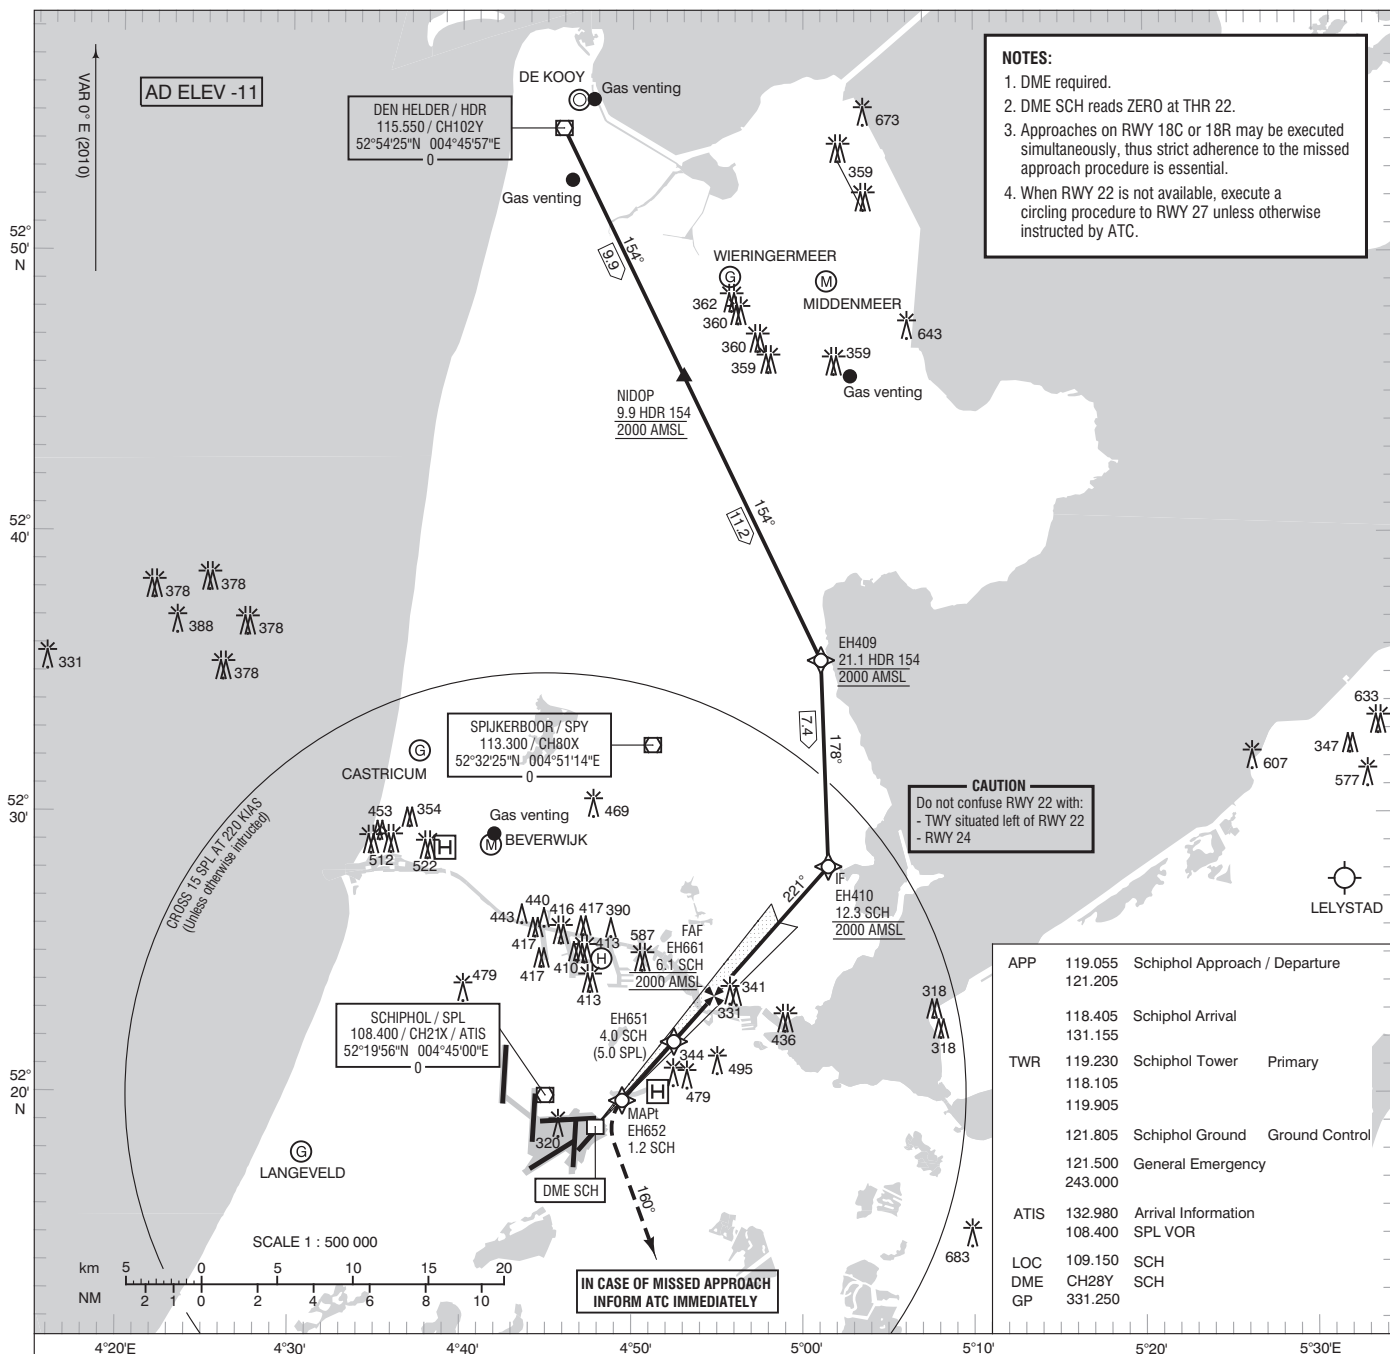 AD ELEV -11
VAR 0° E (2010)
DE KOOY
Gas venting
DEN HELDER / HDR
115.550 / CH102Y
52°54'25"N 004°45'57"E
0
Gas venting
NOTES:
1. DME required.
2. DME SCH reads ZERO at THR 22.
3. Approaches on RWY 18C or 18R may be executed
simultaneously, thus strict adherence to the missed
approach procedure is essential.
4. When RWY 22 is not available, execute a
circling procedure to RWY 27 unless otherwise
instructed by ATC.
673
359
52°
50'
N
154°
9.9
WIERINGERMEER
G
M
MIDDENMEER
362
360
360
359
359
643
Gas venting
NIDOP
9.9 HDR 154
2000 AMSL
154°
11.2
52°
40'
378
378
388
378
378
331
EH409
21.1 HDR 154
2000 AMSL
7.4
178°
SPIJKERBOOR / SPY
113.300 / CH80X
52°32'25"N 004°51'14"E
0
G
CASTRICUM
633
347
577
607
52°
30'
CROSS 15 SPL AT 220 KIAS
(Unless otherwise intructed)
453
354
512
522
H
Gas venting
M
BEVERWIJK
469
CAUTION
Do not confuse RWY 22 with:
- TWY situated left of RWY 22
- RWY 24
LELYSTAD
221°
IF
EH410
12.3 SCH
2000 AMSL
443
440
416
417
390
417
413
417
410
H
413
587
FAF
EH661
6.1 SCH
2000 AMSL
479
341
331
436
318
318
SCHIPHOL / SPL
108.400 / CH21X / ATIS
52°19'56"N 004°45'00"E
0
EH651
4.0 SCH
(5.0 SPL)
344
495
479
H
52°
20'
N
MAPt
EH652
1.2 SCH
320
DME SCH
160°
G
LANGEVELD
683
APP 119.055 Schiphol Approach / Departure
121.205
118.405 Schiphol Arrival
131.155
TWR 119.230 Schiphol Tower Primary
118.105
119.905
121.805 Schiphol Ground Ground Control
121.500 General Emergency
243.000
ATIS 132.980 Arrival Information
108.400 SPL VOR
LOC 109.150 SCH
DME CH28Y SCH
GP 331.250
SCALE 1 : 500 000
km 5 0 5 10 15 20
NM 2 1 0 2 4 6 8 10
IN CASE OF MISSED APPROACH
INFORM ATC IMMEDIATELY
4°20'E 4°30' 4°40' 4°50' 5°00' 5°10' 5°20' 5°30'E